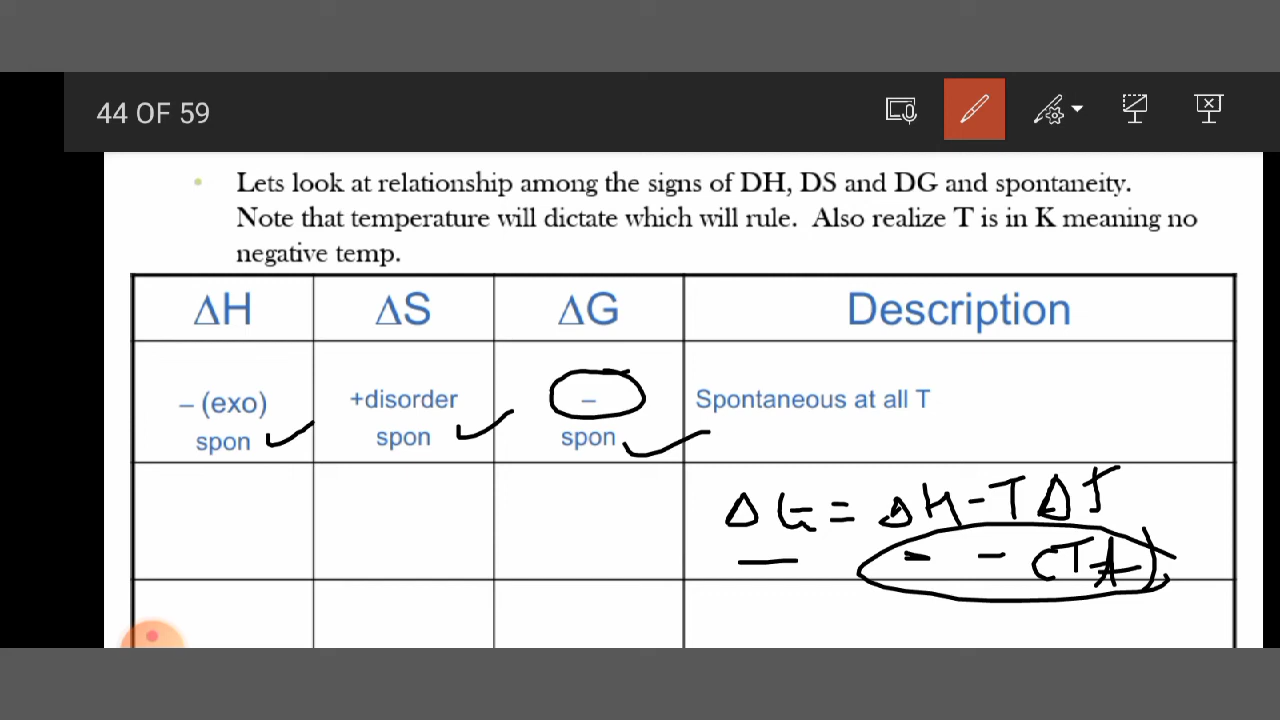 44 OF 59
Lets look at relationship among the signs of DH, DS and DG and spontaneity.
Note that temperature will dictate which will rule. Also realize T is in K meaning no
negative temp.
ΔH ΔS ΔG Description
– (exo) +disorder – Spontaneous at all T
spon spon spon
ΔG = ΔH - TΔS
– - - (T+)